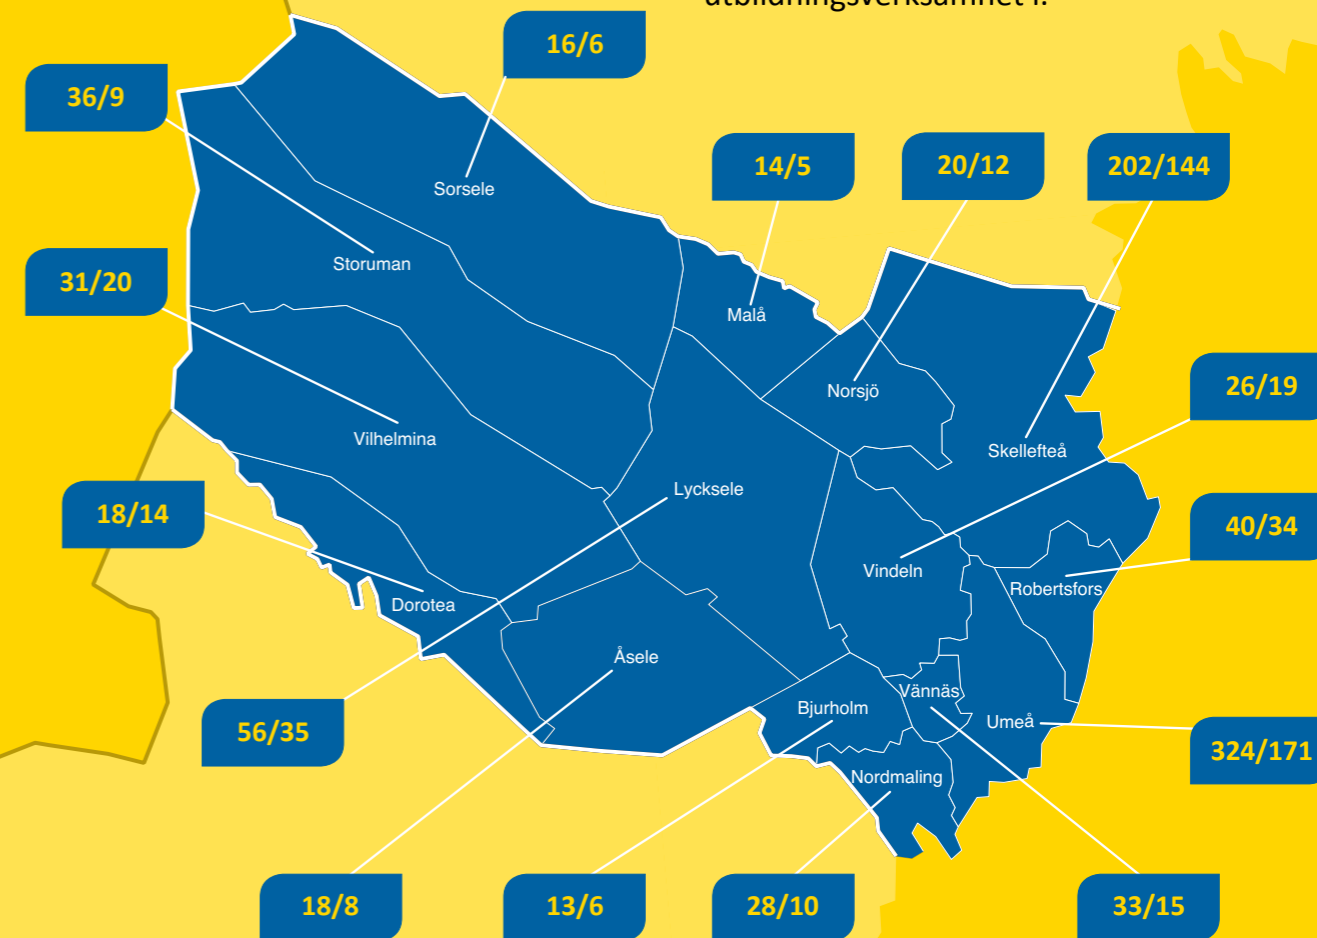 utbildningsverksamhet i.
16/6
36/9
14/5
20/12
202/144
Sorsele
Storuman
31/20
Malå
26/19
Norsjö
Vilhelmina
Skellefteå
Lycksele
18/14
40/34
Vindeln
Robertsfors
Dorotea
Åsele
Vännäs
Bjurholm
Umeå
56/35
324/171
Nordmaling
18/8
13/6
28/10
33/15